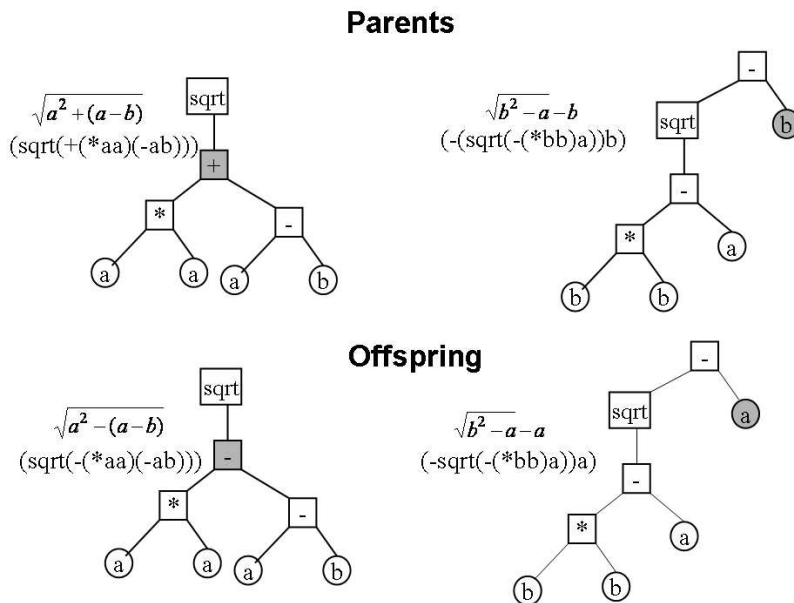 Parents
√a² + (a – b)
(sqrt(+(*aa)(-ab)))
sqrt
+
*
-
a
a
a
b
√b² – a – b
(-(sqrt(-(*bb)a))b)
-
sqrt
b
-
*
a
b
b
Offspring
√a² – (a – b)
(sqrt(-(*aa)(-ab)))
sqrt
-
*
-
a
a
a
b
√b² – a – a
(-sqrt(-(*bb)a))a)
-
sqrt
a
-
*
a
b
b